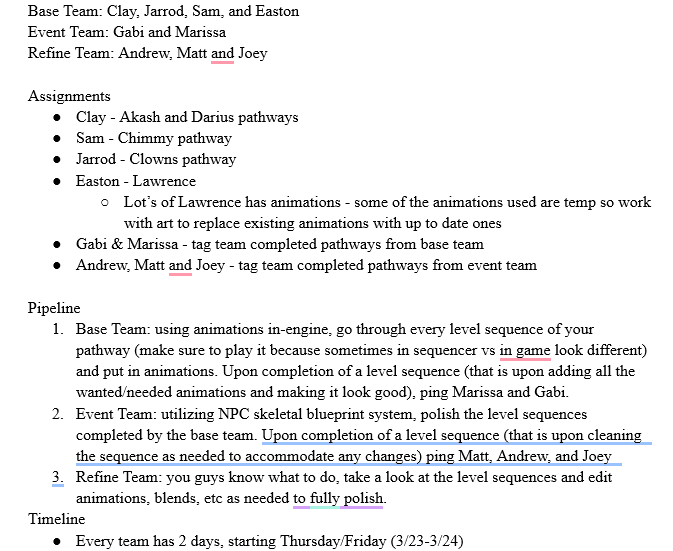 Base Team: Clay, Jarrod, Sam, and Easton
Event Team: Gabi and Marissa
Refine Team: Andrew, Matt and Joey
Assignments
● Clay - Akash and Darius pathways
● Sam - Chimmy pathway
● Jarrod - Clowns pathway
● Easton - Lawrence
○ Lot’s of Lawrence has animations - some of the animations used are temp so work
with art to replace existing animations with up to date ones
● Gabi & Marissa - tag team completed pathways from base team
● Andrew, Matt and Joey - tag team completed pathways from event team
Pipeline
1. Base Team: using animations in-engine, go through every level sequence of your
pathway (make sure to play it because sometimes in sequencer vs in game look different)
and put in animations. Upon completion of a level sequence (that is upon adding all the
wanted/needed animations and making it look good), ping Marissa and Gabi.
2. Event Team: utilizing NPC skeletal blueprint system, polish the level sequences
completed by the base team. Upon completion of a level sequence (that is upon cleaning
the sequence as needed to accommodate any changes) ping Matt, Andrew, and Joey
3. Refine Team: you guys know what to do, take a look at the level sequences and edit
animations, blends, etc as needed to fully polish.
Timeline
● Every team has 2 days, starting Thursday/Friday (3/23-3/24)